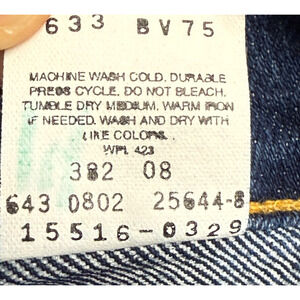 633 BV75
MACHINE WASH COLD. DURABLE
PRESS CYCLE. DO NOT BLEACH.
TUMBLE DRY MEDIUM, WARM IRON
IF NEEDED. WASH AND DRY WITH
LIKE COLORS.
WPL 423
382 08
643 0802 25644-8
15516-0329